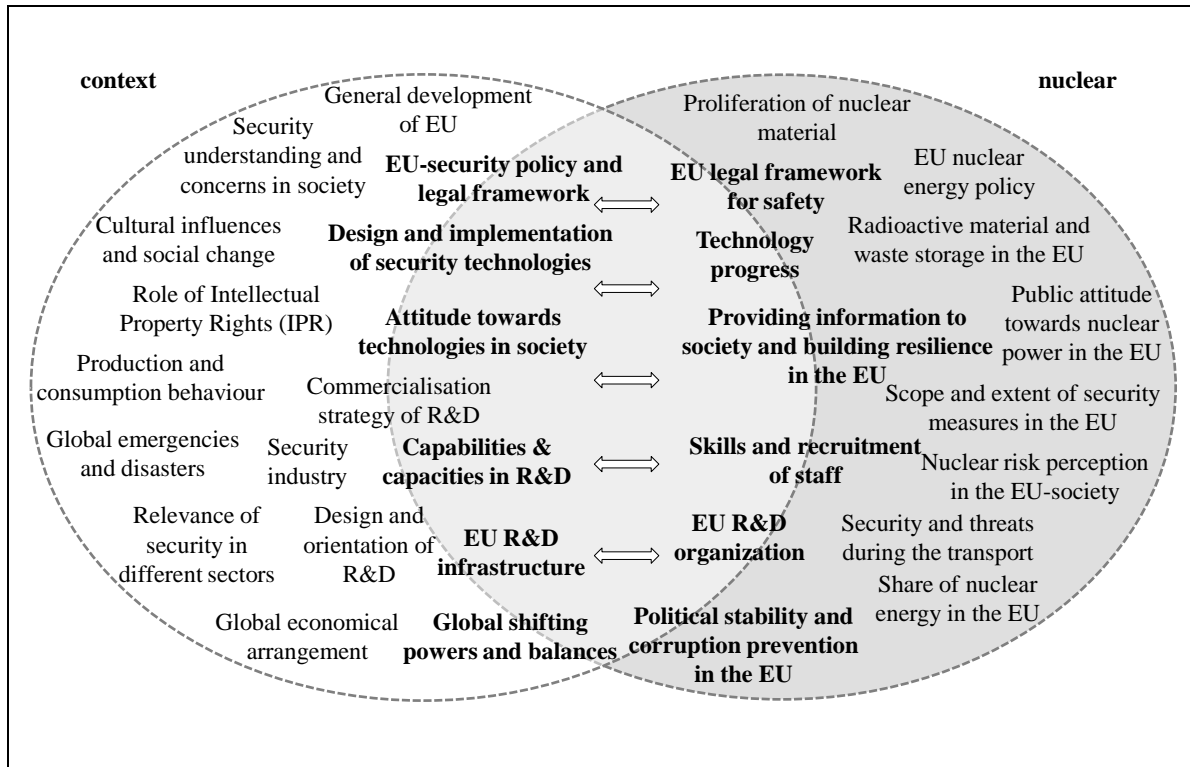 context
nuclear
General development
of EU
Security
understanding and
concerns in society
EU-security policy and
legal framework
Cultural influences
and social change
Design and implementation
of security technologies
Role of Intellectual
Property Rights (IPR)
Attitude towards
technologies in society
Production and
consumption behaviour
Commercialisation
strategy of R&D
Global emergencies
and disasters
Security
industry
Capabilities &
capacities in R&D
Relevance of
security in
different sectors
Design and
orientation of
R&D
EU R&D
infrastructure
Global economical
arrangement
Global shifting
powers and balances
Proliferation of nuclear
material
EU legal framework
for safety
EU nuclear
energy policy
Technology
progress
Radioactive material and
waste storage in the EU
Providing information to
society and building resilience
in the EU
Public attitude
towards nuclear
power in the EU
Scope and extent of security
measures in the EU
Skills and recruitment
of staff
Nuclear risk perception
in the EU-society
EU R&D
organization
Security and threats
during the transport
Share of nuclear
energy in the EU
Political stability and
corruption prevention
in the EU